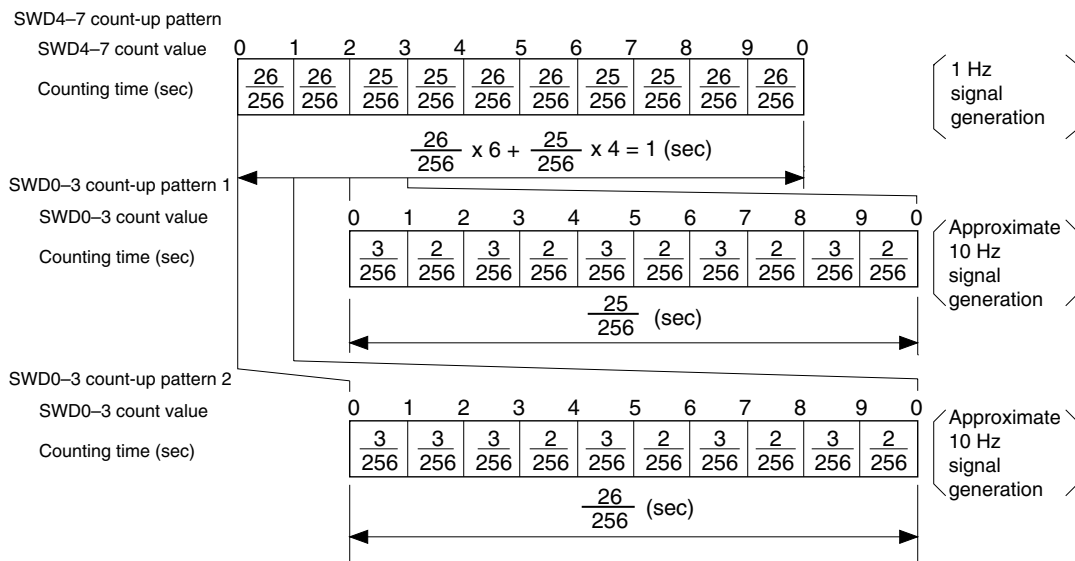 SWD4–7 count-up pattern
SWD4–7 count value 0 1 2 3 4 5 6 7 8 9 0
Counting time (sec) 26/256 26/256 25/256 25/256 26/256 26/256 25/256 25/256 26/256 26/256
1 Hz
signal
generation
26/256 x 6 + 25/256 x 4 = 1 (sec)
SWD0–3 count-up pattern 1
SWD0–3 count value 0 1 2 3 4 5 6 7 8 9 0
Counting time (sec) 3/256 2/256 3/256 2/256 3/256 2/256 3/256 2/256 3/256 2/256
Approximate
10 Hz
signal
generation
25/256 (sec)
SWD0–3 count-up pattern 2
SWD0–3 count value 0 1 2 3 4 5 6 7 8 9 0
Counting time (sec) 3/256 3/256 3/256 2/256 3/256 2/256 3/256 2/256 3/256 2/256
Approximate
10 Hz
signal
generation
26/256 (sec)